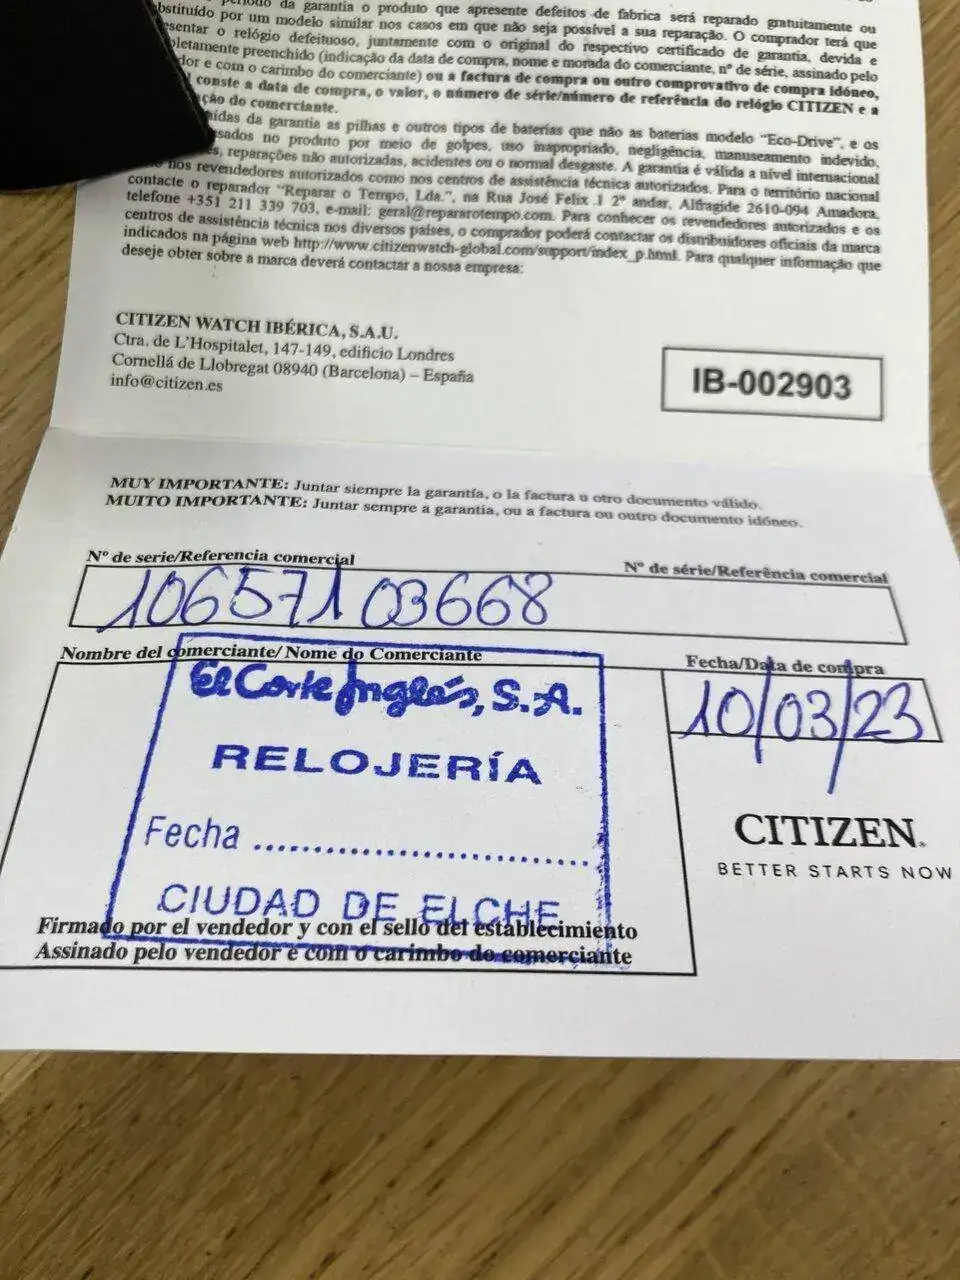 da garantia o produto que apresente defeitos de fabrica será reparado gratuitamente ou
bstituído por um modelo similar nos casos em que não seja possível a sua reparação. O comprador terá que
sentar o relógio defeituoso, juntamente com o original do respectivo certificado de garantia, devida e
pletamente preenchido (indicação da data de compra, nome e morada do comerciante, nº de série, assinado pelo
dor e com o carimbo do comerciante) ou a factura de compra ou outro comprovativo de compra idóneo,
conste a data de compra, o valor, o número de série/número de referência do relógio CITIZEN e a
ção do comerciante.
ídas da garantia as pilhas e outros tipos de baterias que não as baterias modelo “Eco-Drive”, e os
sados no produto por meio de golpes, uso inapropriado, negligência, manuseamento indevido,
reparações não autorizadas, acidentes ou o normal desgaste. A garantia é válida a nível internacional
nos revendedores autorizados como nos centros de assistência técnica autorizados. Para o território nacional
contacte o reparador “Reparar o Tempo, Lda.”, na Rua José Felix 1 2º andar, Alfragide 2610-094 Amadora,
telefone +351 211 339 703, e-mail: geral@repararotempo.com. Para conhecer os revendedores autorizados e os
centros de assistência técnica nos diversos países, o comprador poderá contactar os distribuidores oficiais da marca
indicados na página web http://www.citizenwatch-global.com/support/index_p.html. Para qualquer informação que
deseje obter sobre a marca deverá contactar a nossa empresa:
CITIZEN WATCH IBÉRICA, S.A.U.
Ctra. de L’Hospitalet, 147-149, edificio Londres
Cornellá de Llobregat 08940 (Barcelona) – España
info@citizen.es
IB-002903
MUY IMPORTANTE: Juntar siempre la garantía, o la factura u otro documento válido.
MUITO IMPORTANTE: Juntar sempre a garantia, ou a factura ou outro documento idóneo.
Nº de serie/Referencia comercial
Nº de série/Referência comercial
106571 03668
Nombre del comerciante/ Nome do Comerciante
Fecha/Data de compra
El Corte Inglés, S.A.
10/03/23
RELOJERÍA
Fecha ..............................
CITIZEN
BETTER STARTS NOW
CIUDAD DE ELCHE
Firmado por el vendedor y con el sello del establecimiento
Assinado pelo vendedor e com o carimbo do comerciante